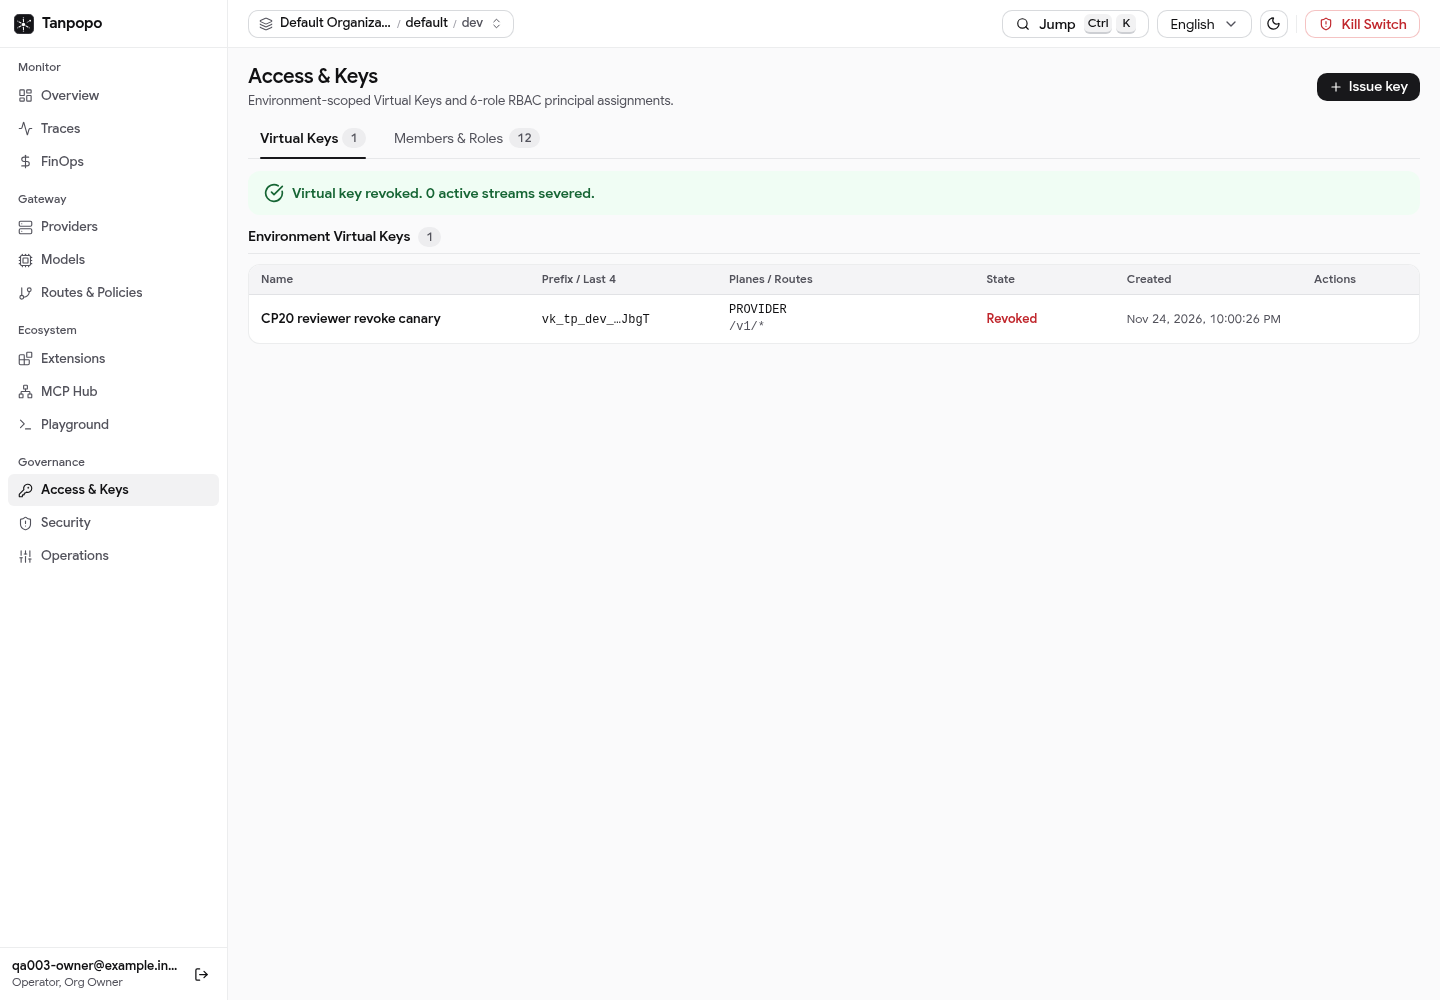 Tanpopo
Default Organiza... / default / dev
Jump Ctrl K
English
Kill Switch
Monitor
Overview
Traces
FinOps
Gateway
Providers
Models
Routes & Policies
Ecosystem
Extensions
MCP Hub
Playground
Governance
Access & Keys
Security
Operations
qa003-owner@example.in...
Operator, Org Owner
Access & Keys
Environment-scoped Virtual Keys and 6-role RBAC principal assignments.
Issue key
Virtual Keys 1
Members & Roles 12
Virtual key revoked. 0 active streams severed.
Environment Virtual Keys 1
Name Prefix / Last 4 Planes / Routes State Created Actions
CP20 reviewer revoke canary vk_tp_dev_…JbgT PROVIDER Revoked Nov 24, 2026, 10:00:26 PM
/v1/*